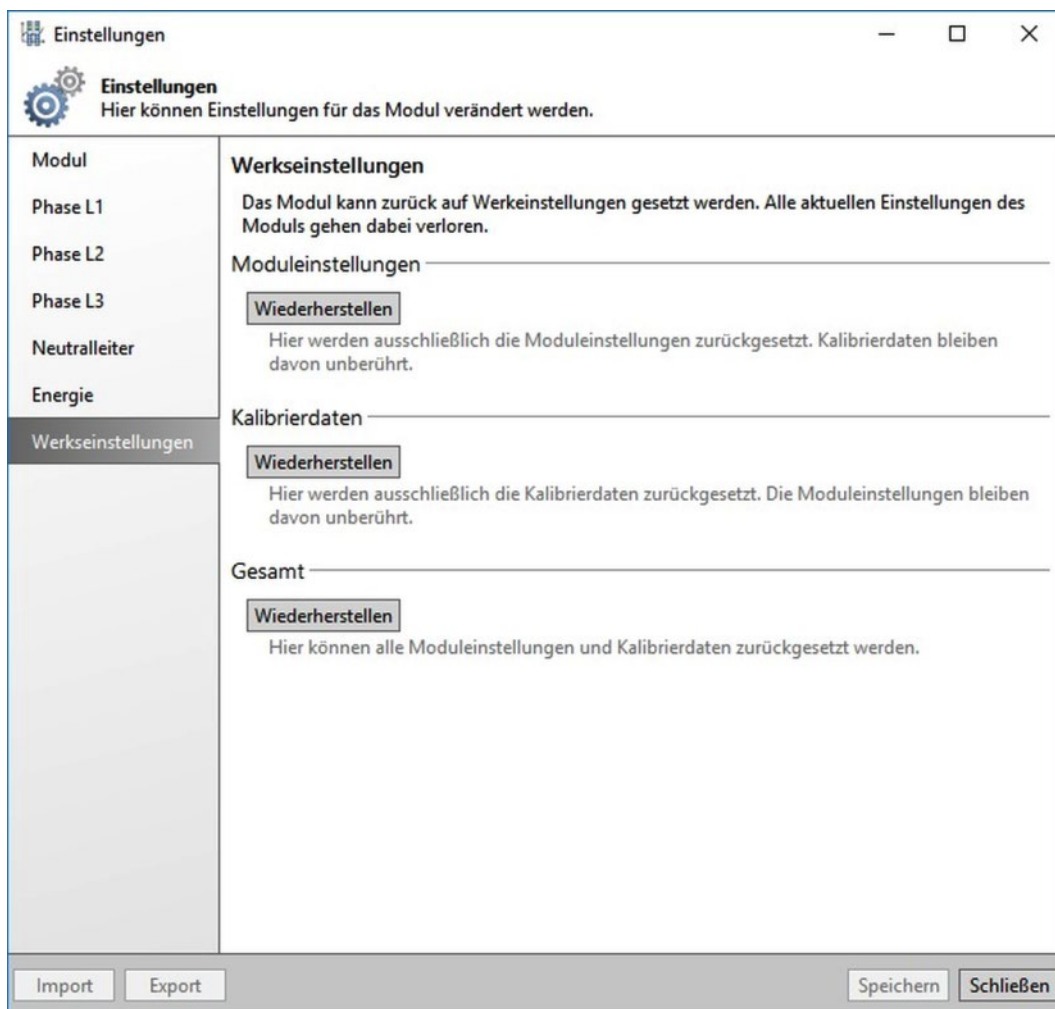 Einstellungen
Einstellungen
Hier können Einstellungen für das Modul verändert werden.
Modul
Phase L1
Phase L2
Phase L3
Neutralleiter
Energie
Werkseinstellungen
Werkseinstellungen
Das Modul kann zurück auf Werkeinstellungen gesetzt werden. Alle aktuellen Einstellungen des
Moduls gehen dabei verloren.
Moduleinstellungen
Wiederherstellen
Hier werden ausschließlich die Moduleinstellungen zurückgesetzt. Kalibrierdaten bleiben
davon unberührt.
Kalibrierdaten
Wiederherstellen
Hier werden ausschließlich die Kalibrierdaten zurückgesetzt. Die Moduleinstellungen bleiben
davon unberührt.
Gesamt
Wiederherstellen
Hier können alle Moduleinstellungen und Kalibrierdaten zurückgesetzt werden.
Import
Export
Speichern
Schließen